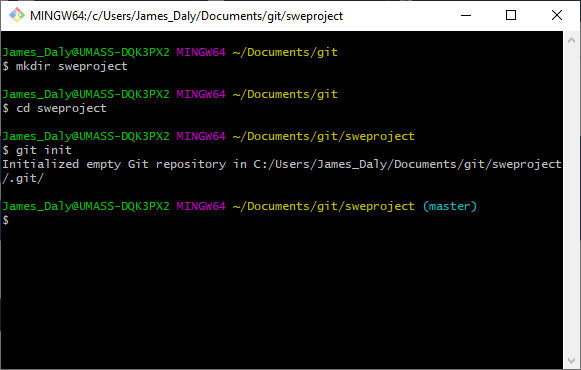 MINGW64:/c/Users/James_Daly/Documents/git/sweproject
James_Daly@UMASS-DQK3PX2 MINGW64 ~/Documents/git
$ mkdir sweproject
James_Daly@UMASS-DQK3PX2 MINGW64 ~/Documents/git
$ cd sweproject
James_Daly@UMASS-DQK3PX2 MINGW64 ~/Documents/git/sweproject
$ git init
Initialized empty Git repository in C:/Users/James_Daly/Documents/git/sweproject
/.git/
James_Daly@UMASS-DQK3PX2 MINGW64 ~/Documents/git/sweproject (master)
$